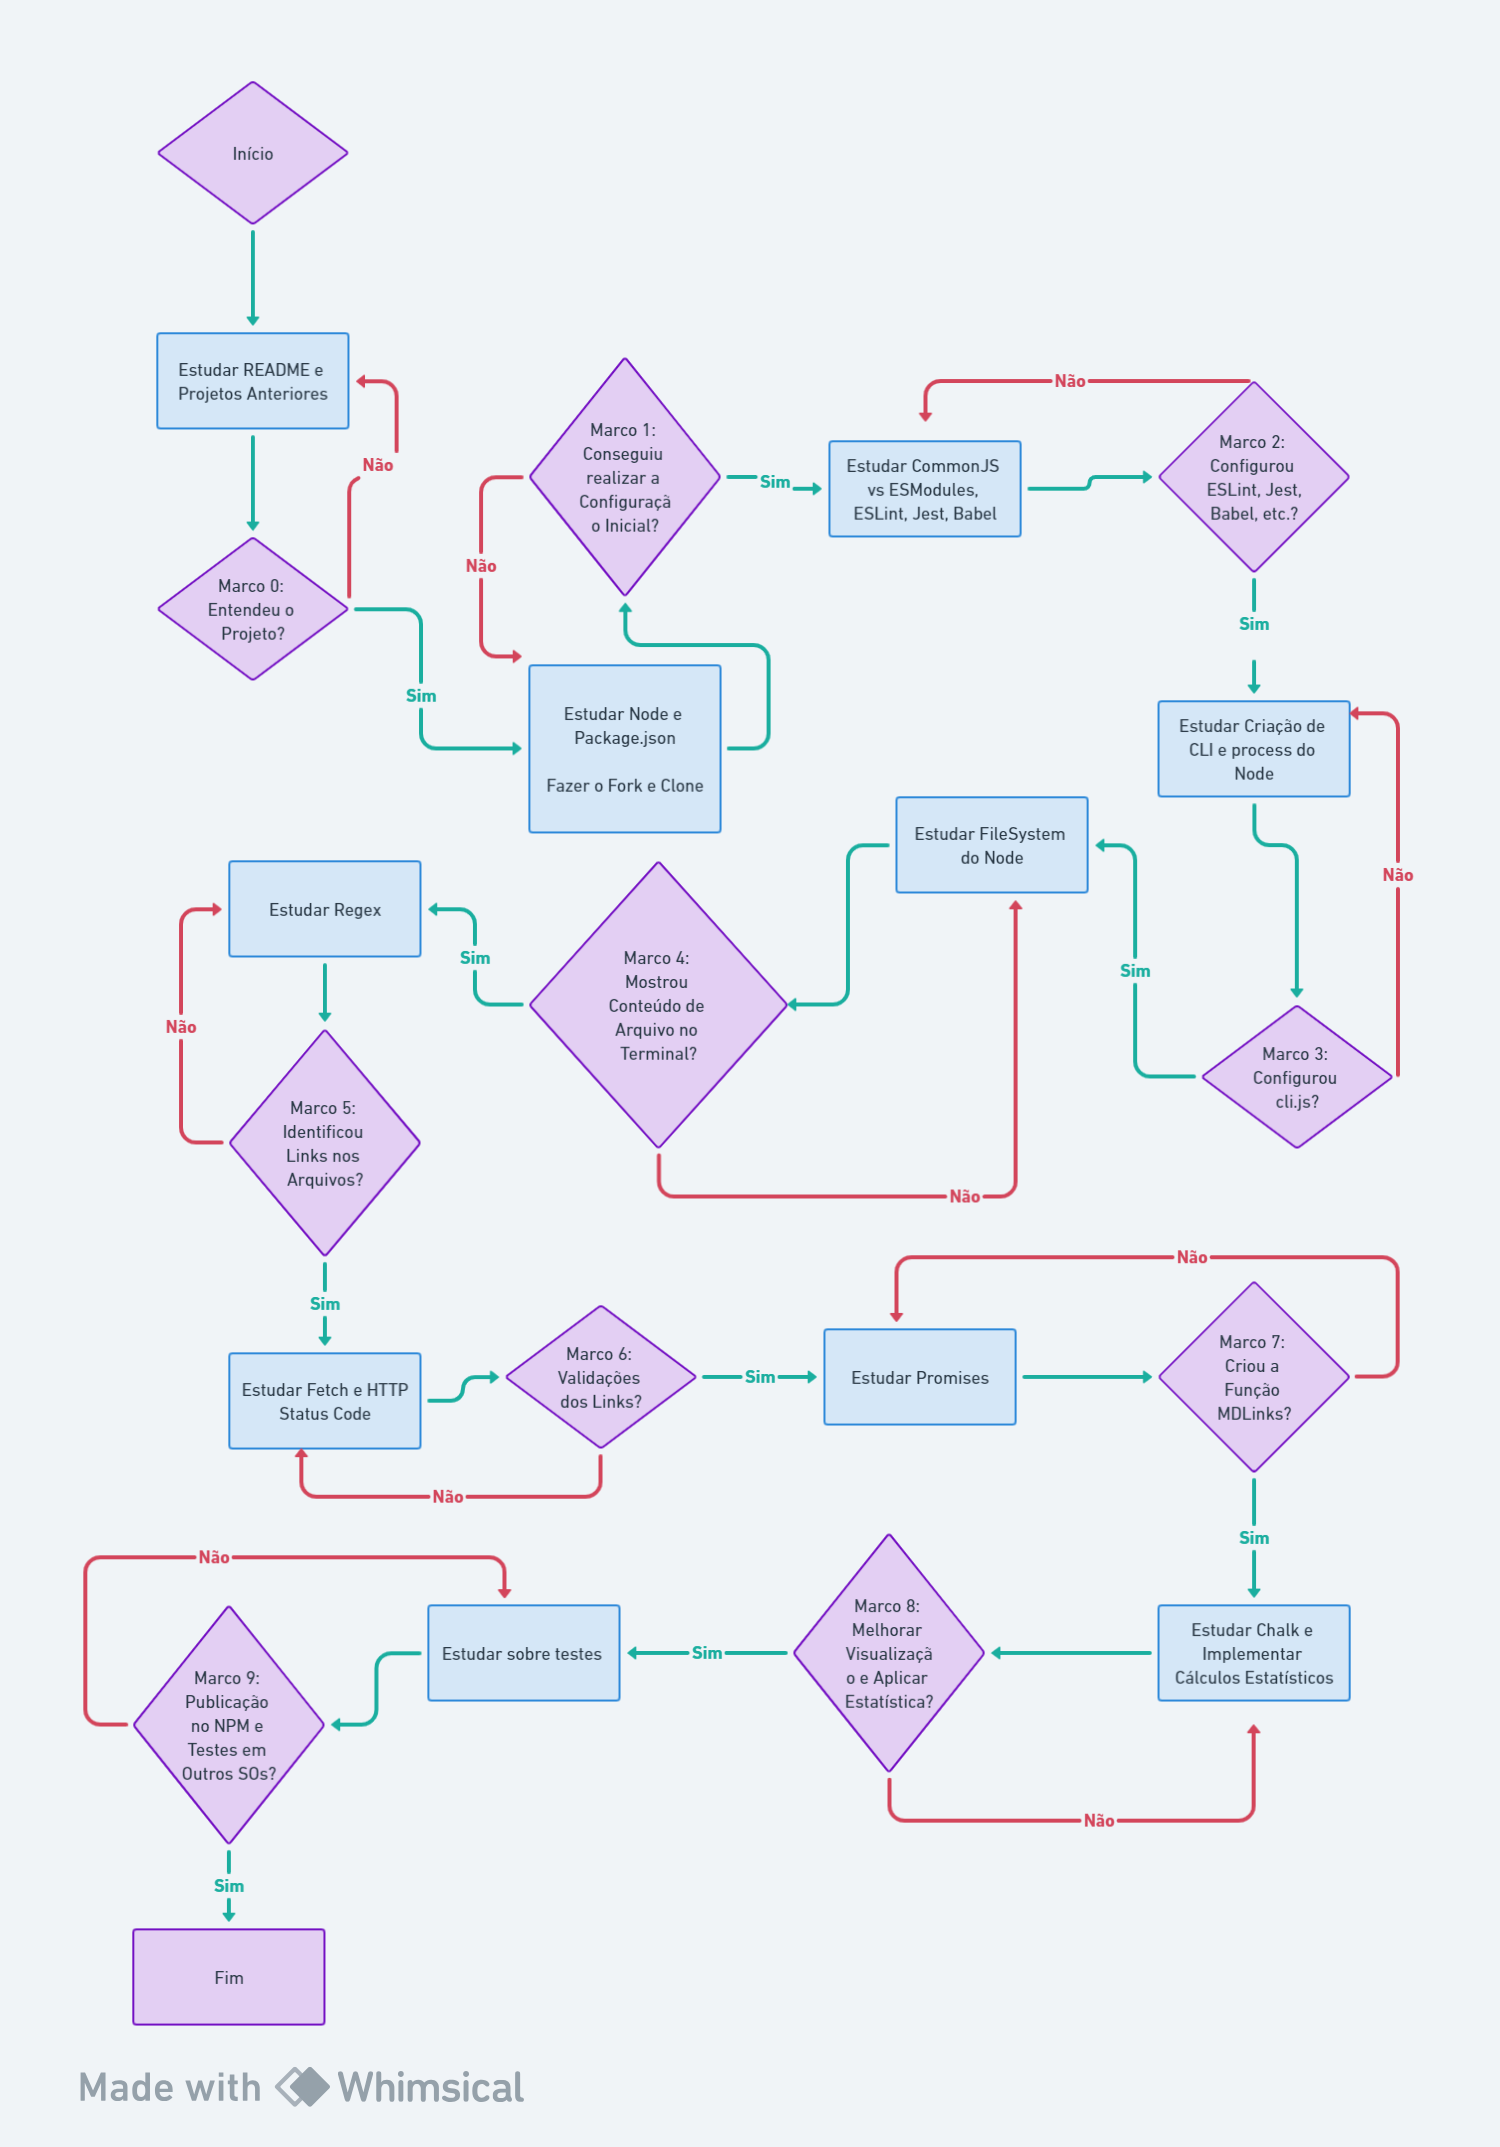 Início
Estudar README e
Projetos Anteriores
Não
Marco 0:
Entendeu o
Projeto?
Sim
Estudar Node e
Package.json
Fazer o Fork e Clone
Não
Marco 1:
Conseguiu
realizar a
Configuraçã
o Inicial?
Sim
Estudar CommonJS
vs ESModules,
ESLint, Jest, Babel
Não
Marco 2:
Configurou
ESLint, Jest,
Babel, etc.?
Sim
Estudar Criação de
CLI e process do
Node
Não
Marco 3:
Configurou
cli.js?
Sim
Estudar FileSystem
do Node
Marco 4:
Mostrou
Conteúdo de
Arquivo no
Terminal?
Não
Sim
Estudar Regex
Não
Marco 5:
Identificou
Links nos
Arquivos?
Sim
Estudar Fetch e HTTP
Status Code
Marco 6:
Validações
dos Links?
Não
Sim
Estudar Promises
Não
Marco 7:
Criou a
Função
MDLinks?
Sim
Estudar Chalk e
Implementar
Cálculos Estatísticos
Marco 8:
Melhorar
Visualizaçã
o e Aplicar
Estatística?
Não
Sim
Estudar sobre testes
Não
Marco 9:
Publicação
no NPM e
Testes em
Outros SOs?
Sim
Fim
Made with Whimsical